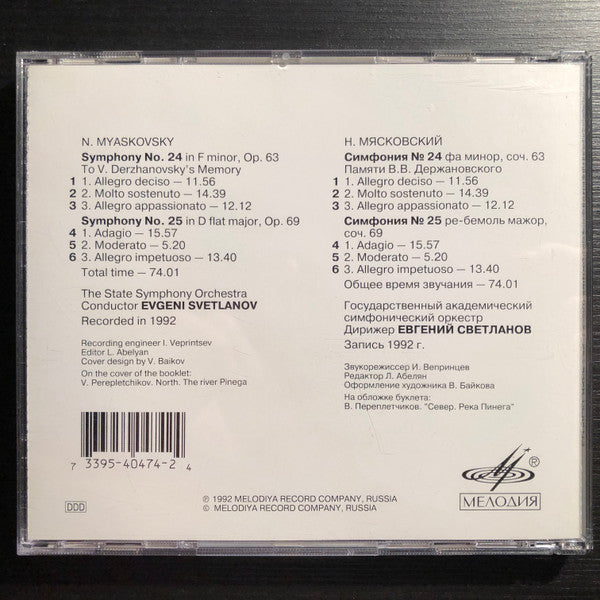 N. MYASKOVSKY
Symphony No. 24 in F minor, Op. 63
To V. Derzhanovsky's Memory
1 1. Allegro deciso — 11.56
2 2. Molto sostenuto — 14.39
3 3. Allegro appassionato — 12.12
Symphony No. 25 in D flat major, Op. 69
4 1. Adagio — 15.57
5 2. Moderato — 5.20
6 3. Allegro impetuoso — 13.40
Total time — 74.01
The State Symphony Orchestra
Conductor EVGENI SVETLANOV
Recorded in 1992
Recording engineer I. Veprintsev
Editor L. Abelyan
Cover design by V. Baikov
On the cover of the booklet:
V. Perepletchikov. North. The river Pinega
Н. МЯСКОВСКИЙ
Симфония № 24 фа минор, соч. 63
Памяти В.В. Держановского
1 1. Allegro deciso — 11.56
2 2. Molto sostenuto — 14.39
3 3. Allegro appassionato — 12.12
Симфония № 25 ре-бемоль мажор,
соч. 69
4 1. Adagio — 15.57
5 2. Moderato — 5.20
6 3. Allegro impetuoso — 13.40
Общее время звучания — 74.01
Государственный академический
симфонический оркестр
Дирижер ЕВГЕНИЙ СВЕТЛАНОВ
Запись 1992 г.
Звукорежиссер И. Вепринцев
Редактор Л. Абелян
Оформление художника В. Байкова
На обложке буклета:
В. Переплетчиков. "Север. Река Пинега"
7 3395-40474-2 4
DDD
℗ 1992 MELODIYA RECORD COMPANY, RUSSIA
© MELODIYA RECORD COMPANY, RUSSIA
®
МЕЛОДИЯ